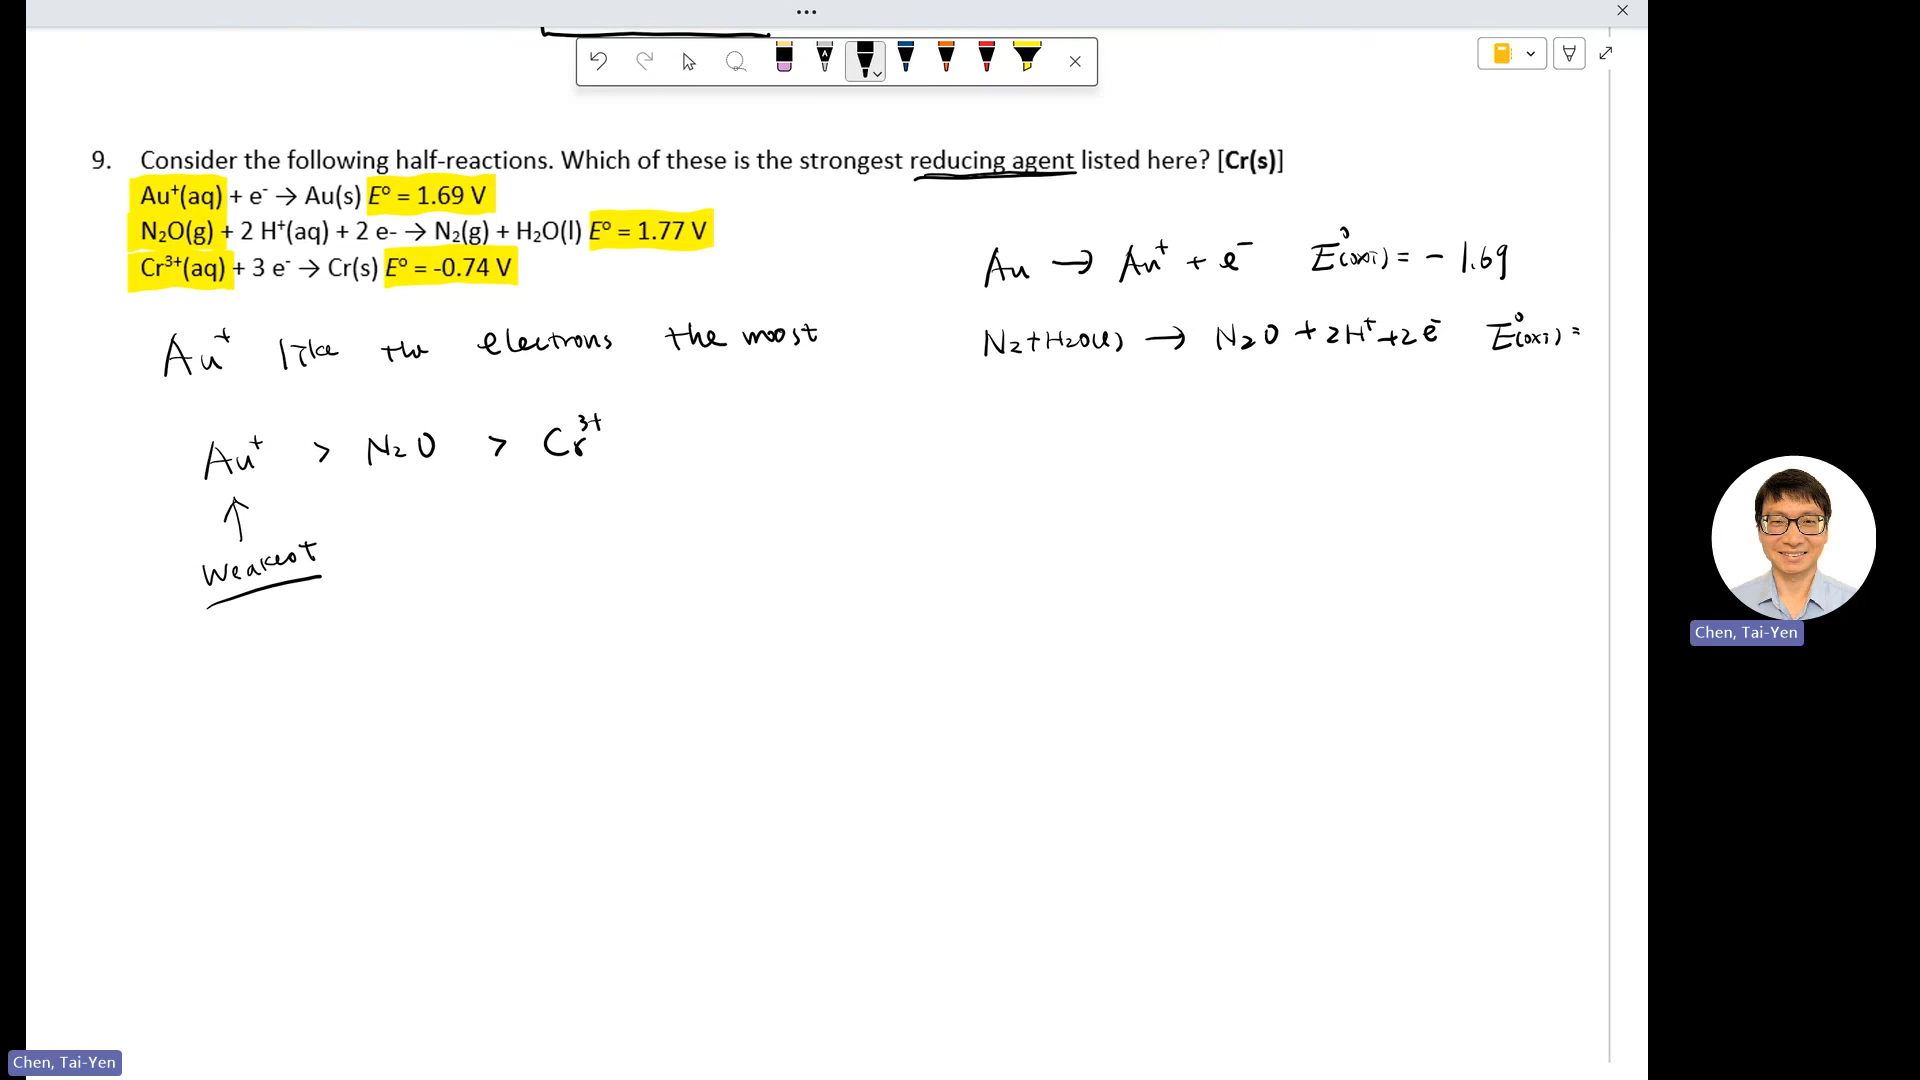 9. Consider the following half-reactions. Which of these is the strongest reducing agent listed here? [Cr(s)]
Au⁺(aq) + e⁻ → Au(s) E° = 1.69 V
N₂O(g) + 2 H⁺(aq) + 2 e- → N₂(g) + H₂O(l) E° = 1.77 V
Cr³⁺(aq) + 3 e⁻ → Cr(s) E° = -0.74 V
Au → Au⁺ + e⁻ E°(oxi) = - 1.69
N₂+H₂O(l) → N₂O + 2H⁺ +2e⁻ E°(oxi) =
Au⁺ like the electrons the most
Au⁺ > N₂O > Cr³⁺
↑
Weakest
Chen, Tai-Yen
Chen, Tai-Yen